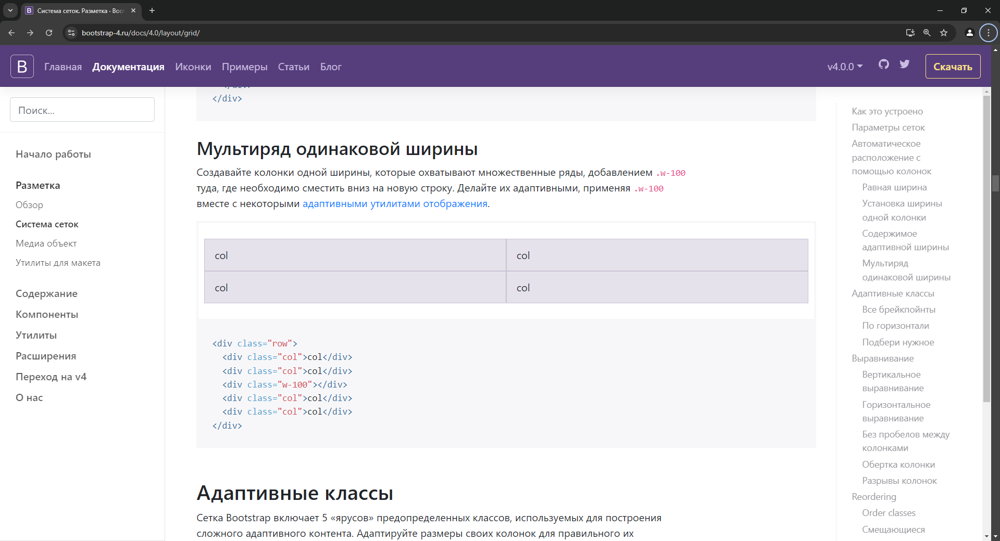 Система сеток. Разметка · Boo
bootstrap-4.ru/docs/4.0/layout/grid/
B Главная Документация Иконки Примеры Статьи Блог v4.0.0 Скачать
</div>
</div>
Поиск...
Начало работы
Разметка
Обзор
Система сеток
Медиа объект
Утилиты для макета
Содержание
Компоненты
Утилиты
Расширения
Переход на v4
О нас
Мультиряд одинаковой ширины
Создавайте колонки одной ширины, которые охватывают множественные ряды, добавлением .w-100
туда, где необходимо сместить вниз на новую строку. Делайте их адаптивными, применяя .w-100
вместе с некоторыми адаптивными утилитами отображения.
col col
col col
<div class="row">
  <div class="col">col</div>
  <div class="col">col</div>
  <div class="w-100"></div>
  <div class="col">col</div>
  <div class="col">col</div>
</div>
Адаптивные классы
Сетка Bootstrap включает 5 «ярусов» предопределенных классов, используемых для построения
сложного адаптивного контента. Адаптируйте размеры своих колонок для правильного их
Как это устроено
Параметры сеток
Автоматическое
расположение с
помощью колонок
Равная ширина
Установка ширины
одной колонки
Содержимое
адаптивной ширины
Мультиряд
одинаковой ширины
Адаптивные классы
Все брейкпойнты
По горизонтали
Подбери нужное
Выравнивание
Вертикальное
выравнивание
Горизонтальное
выравнивание
Без пробелов между
колонками
Обертка колонки
Разрывы колонок
Reordering
Order classes
Смещающиеся